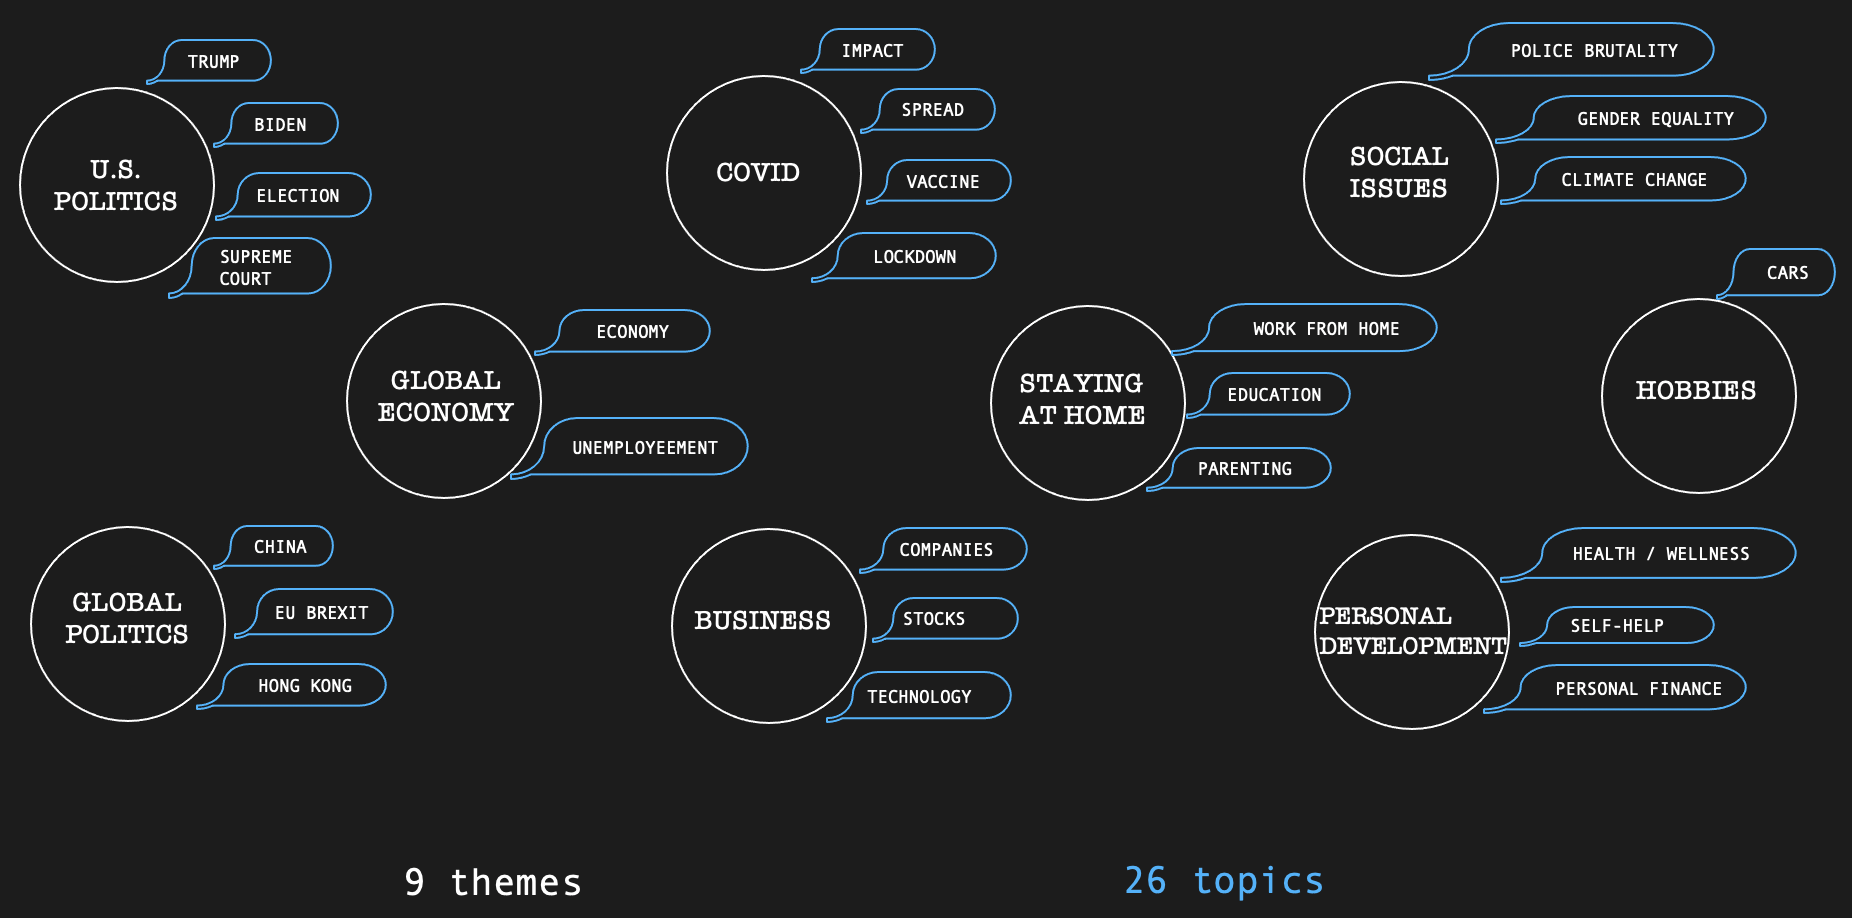 U.S.
POLITICS
TRUMP
BIDEN
ELECTION
SUPREME
COURT
COVID
IMPACT
SPREAD
VACCINE
LOCKDOWN
SOCIAL
ISSUES
POLICE BRUTALITY
GENDER EQUALITY
CLIMATE CHANGE
GLOBAL
ECONOMY
ECONOMY
UNEMPLOYEEMENT
STAYING
AT HOME
WORK FROM HOME
EDUCATION
PARENTING
HOBBIES
CARS
GLOBAL
POLITICS
CHINA
EU BREXIT
HONG KONG
BUSINESS
COMPANIES
STOCKS
TECHNOLOGY
PERSONAL
DEVELOPMENT
HEALTH / WELLNESS
SELF-HELP
PERSONAL FINANCE
9 themes
26 topics